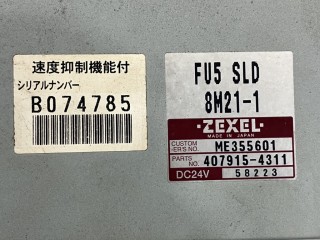 速度抑制機能付
シリアルナンバー
B074785
FU5 SLD
8M21-1
·ZEXEL·
MADE IN JAPAN
CUSTOM-ER'S NO. ME355601
PARTS NO. 407915-4311
DC24V 58223